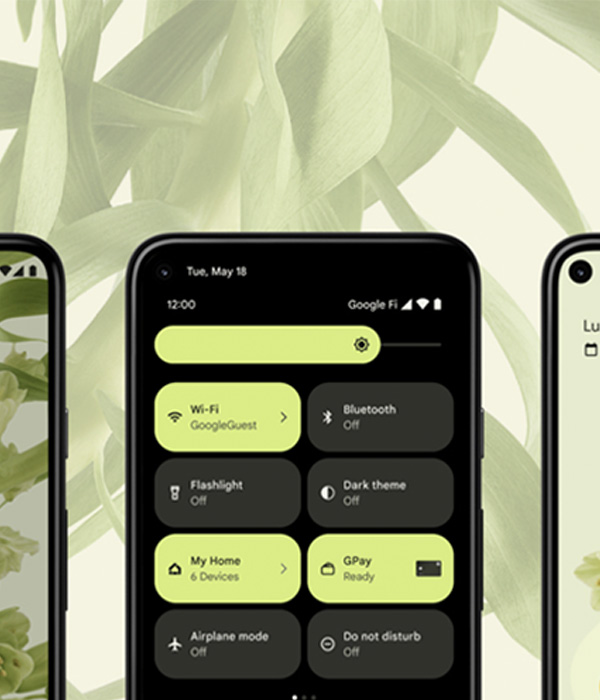 Tue, May 18
12:00
Google Fi
Wi-Fi
GoogleGuest
Bluetooth
Off
Flashlight
Off
Dark theme
Off
My Home
6 Devices
GPay
Ready
Airplane mode
Off
Do not disturb
Off
Lu